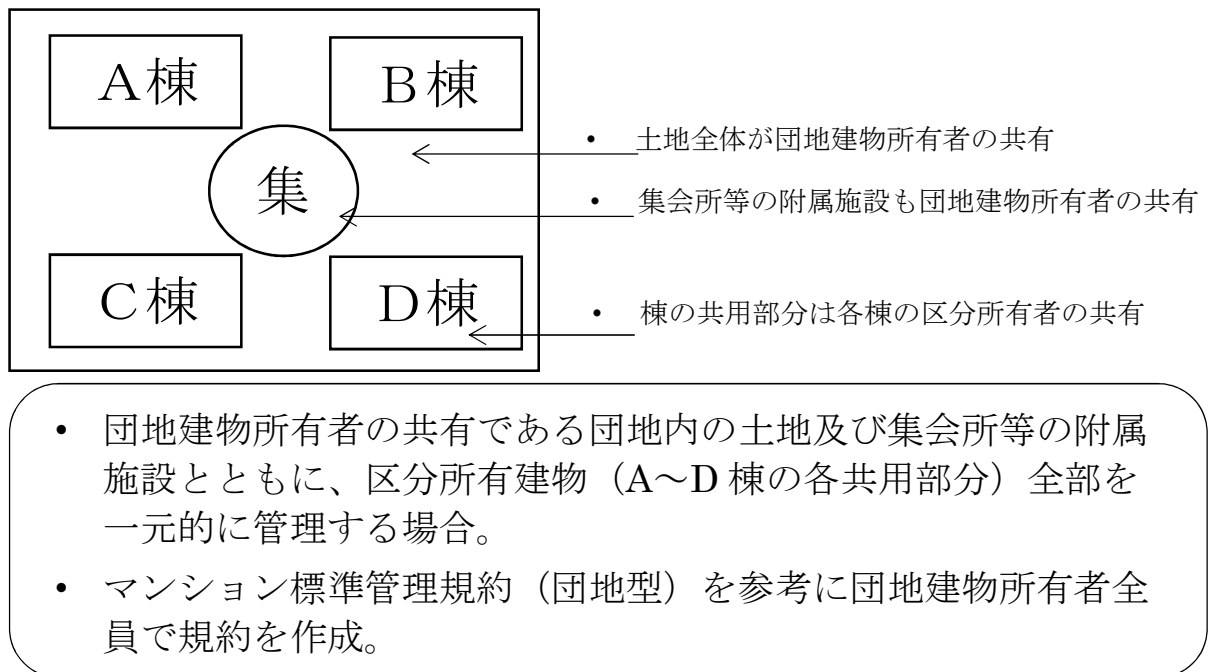 A棟
B棟
集
C棟
D棟
• 土地全体が団地建物所有者の共有
• 集会所等の附属施設も団地建物所有者の共有
• 棟の共用部分は各棟の区分所有者の共有
• 団地建物所有者の共有である団地内の土地及び集会所等の附属
施設とともに、区分所有建物（A～D 棟の各共用部分）全部を
一元的に管理する場合。
• マンション標準管理規約（団地型）を参考に団地建物所有者全
員で規約を作成。